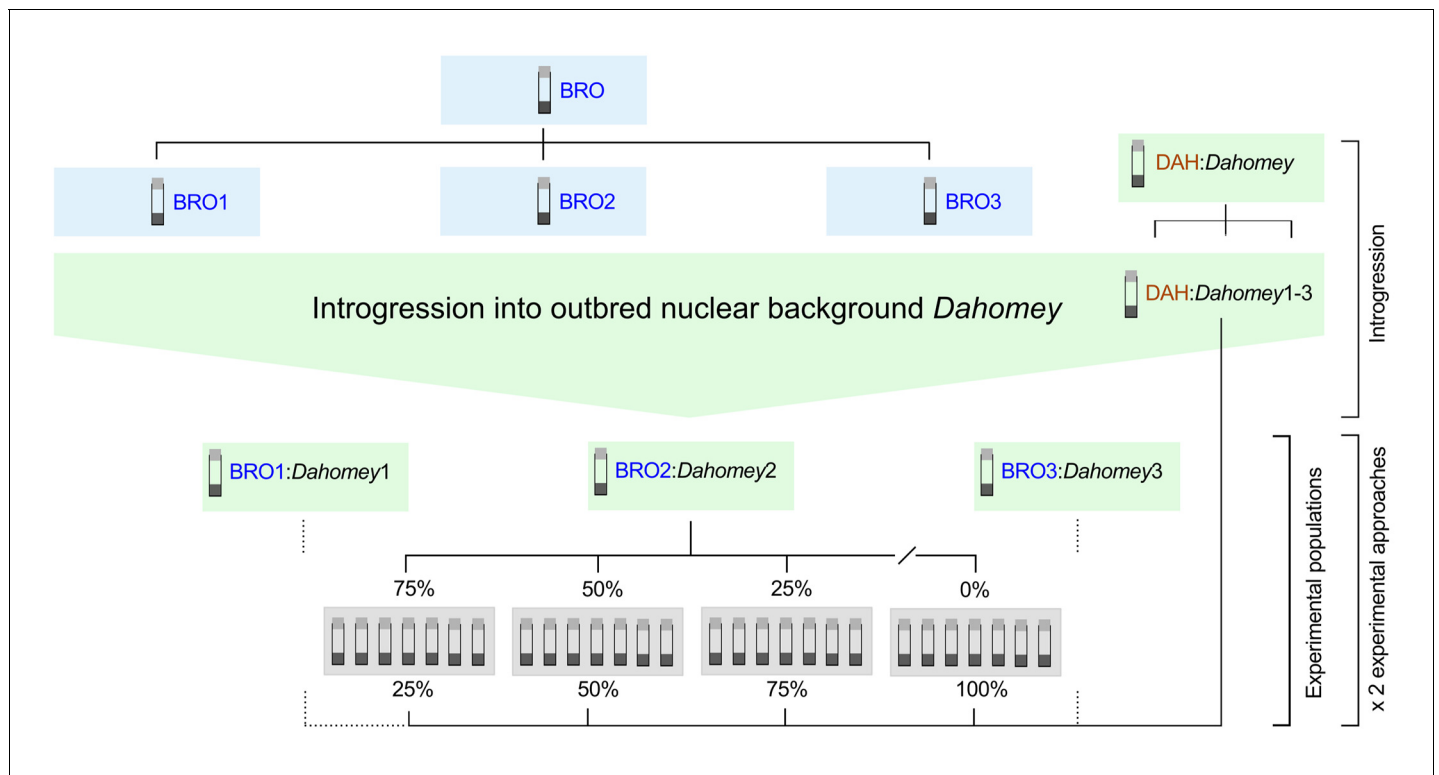 BRO
DAH:Dahomey
BRO1
BRO2
BRO3
Introgression
DAH:Dahomey1-3
Introgression into outbred nuclear background Dahomey
BRO1:Dahomey1
BRO2:Dahomey2
BRO3:Dahomey3
Experimental populations
x 2 experimental approaches
75%
50%
25%
0%
25%
50%
75%
100%